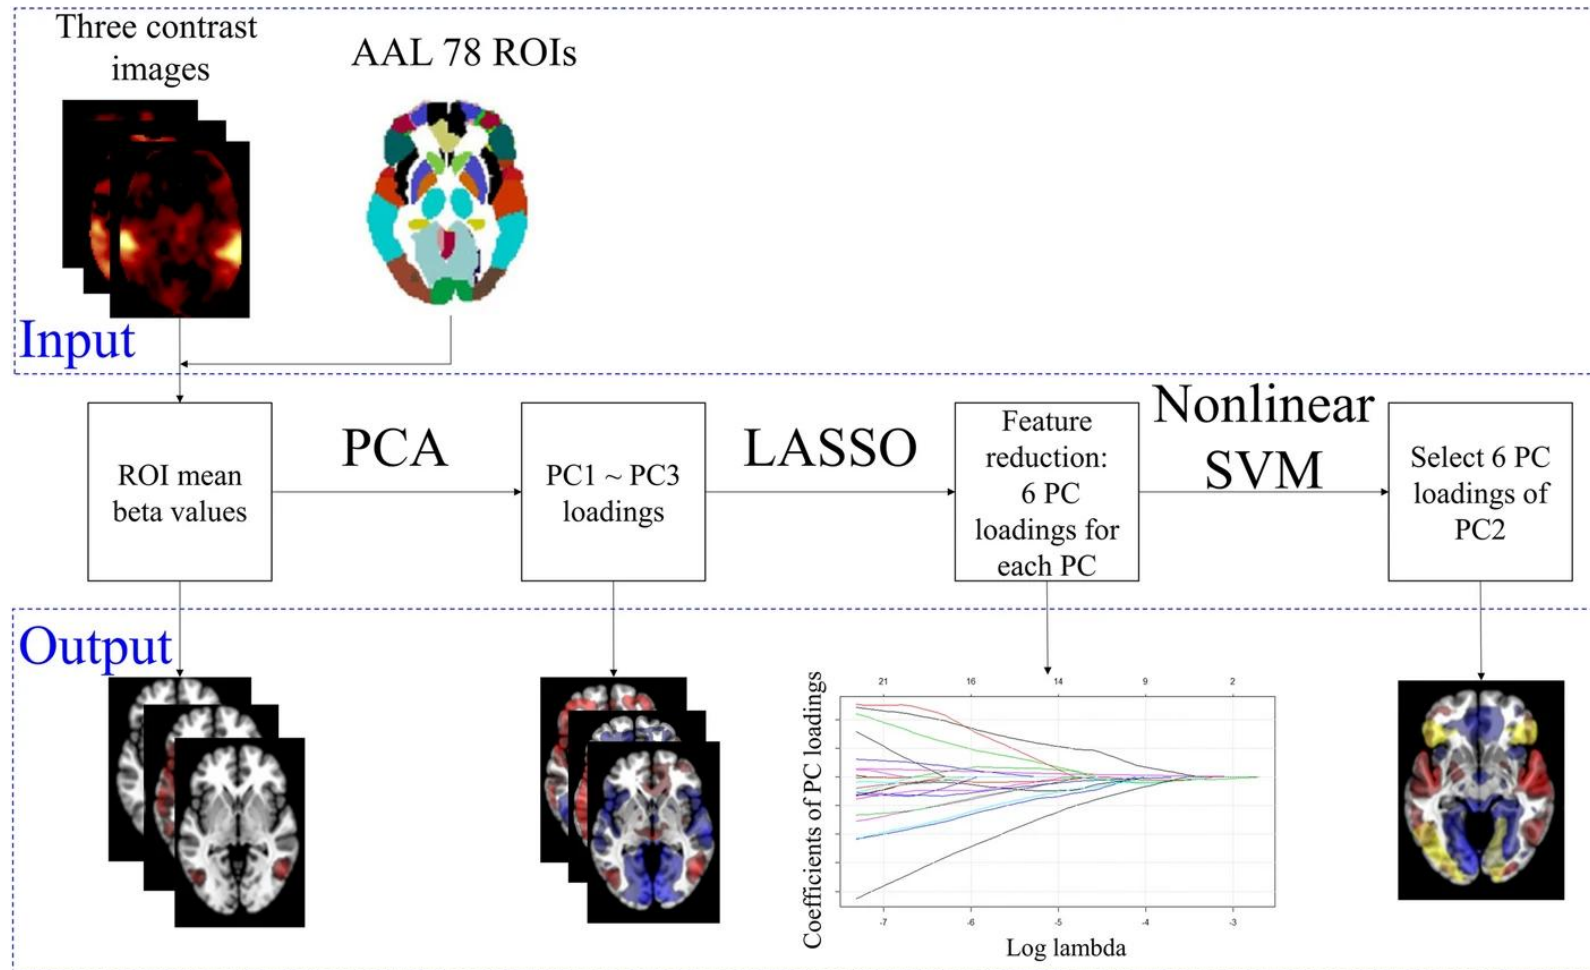 Three contrast
images
AAL 78 ROIs
Input
ROI mean
beta values
PCA
PC1 ~ PC3
loadings
LASSO
Feature
reduction:
6 PC
loadings for
each PC
Nonlinear
SVM
Select 6 PC
loadings of
PC2
Output
Coefficients of PC loadings
21 16 14 9 2
-7 -6 -5 -4 -3
Log lambda